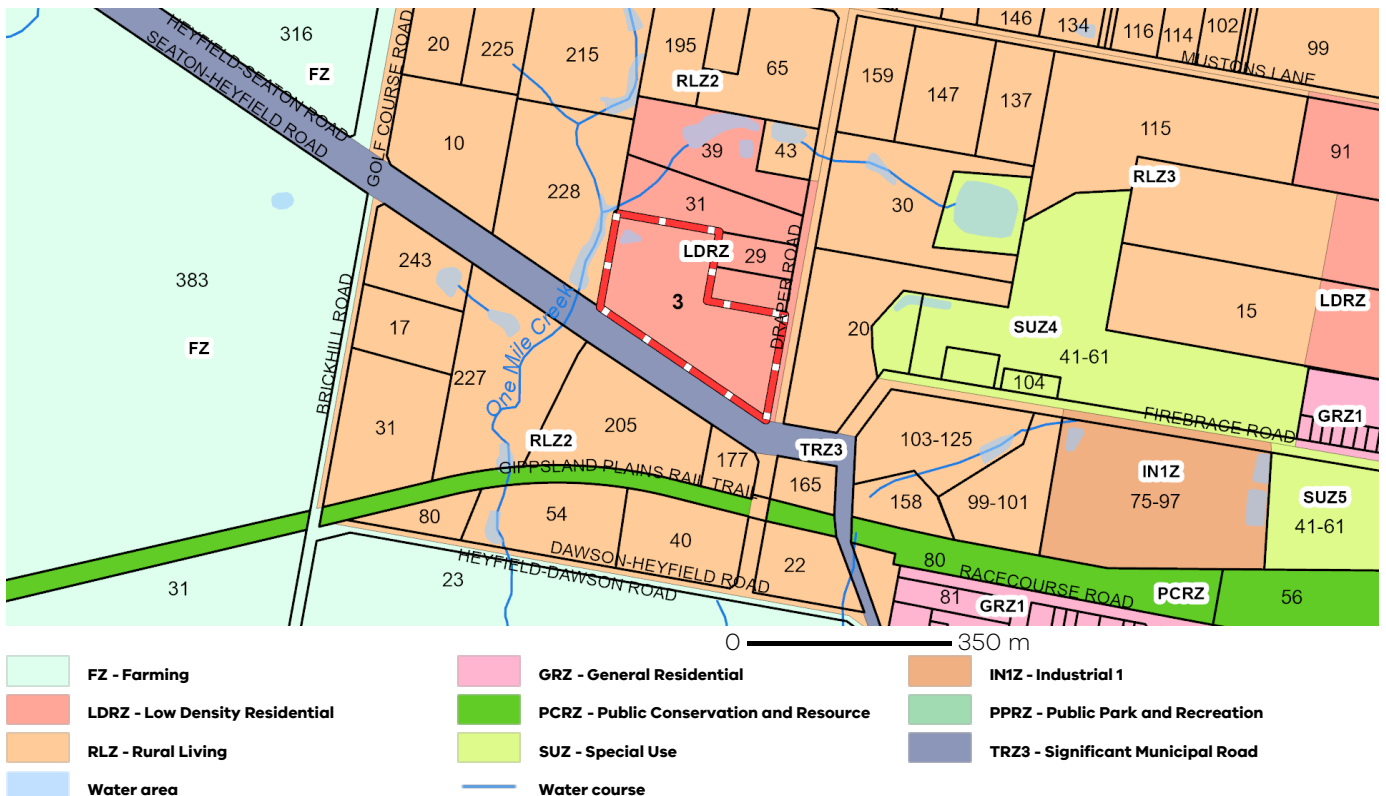 316
FZ
HEYFIELD-SEATON ROAD
SEATON-HEYFIELD ROAD
GOLF COURSE ROAD
20
225
215
195
RLZ2
65
159
147
137
146
134
116
114
102
99
MUSTONS LANE
10
228
39
43
31
30
115
RLZ3
91
383
FZ
BRICKHILL ROAD
243
17
227
31
One Mile Creek
LDRZ
29
3
DRAPER ROAD
20
SUZ4
41-61
104
15
LDRZ
GRZ1
FIREBRACE ROAD
RLZ2
205
177
TRZ3
165
103-125
158
99-101
IN1Z
75-97
SUZ5
41-61
GIPPSLAND PLAINS RAIL TRAIL
80
54
40
22
DAWSON-HEYFIELD ROAD
HEYFIELD-DAWSON ROAD
31
23
80
RACECOURSE ROAD
81
GRZ1
PCRZ
56
0 350 m
FZ - Farming
GRZ - General Residential
IN1Z - Industrial 1
LDRZ - Low Density Residential
PCRZ - Public Conservation and Resource
PPRZ - Public Park and Recreation
RLZ - Rural Living
SUZ - Special Use
TRZ3 - Significant Municipal Road
Water area
Water course